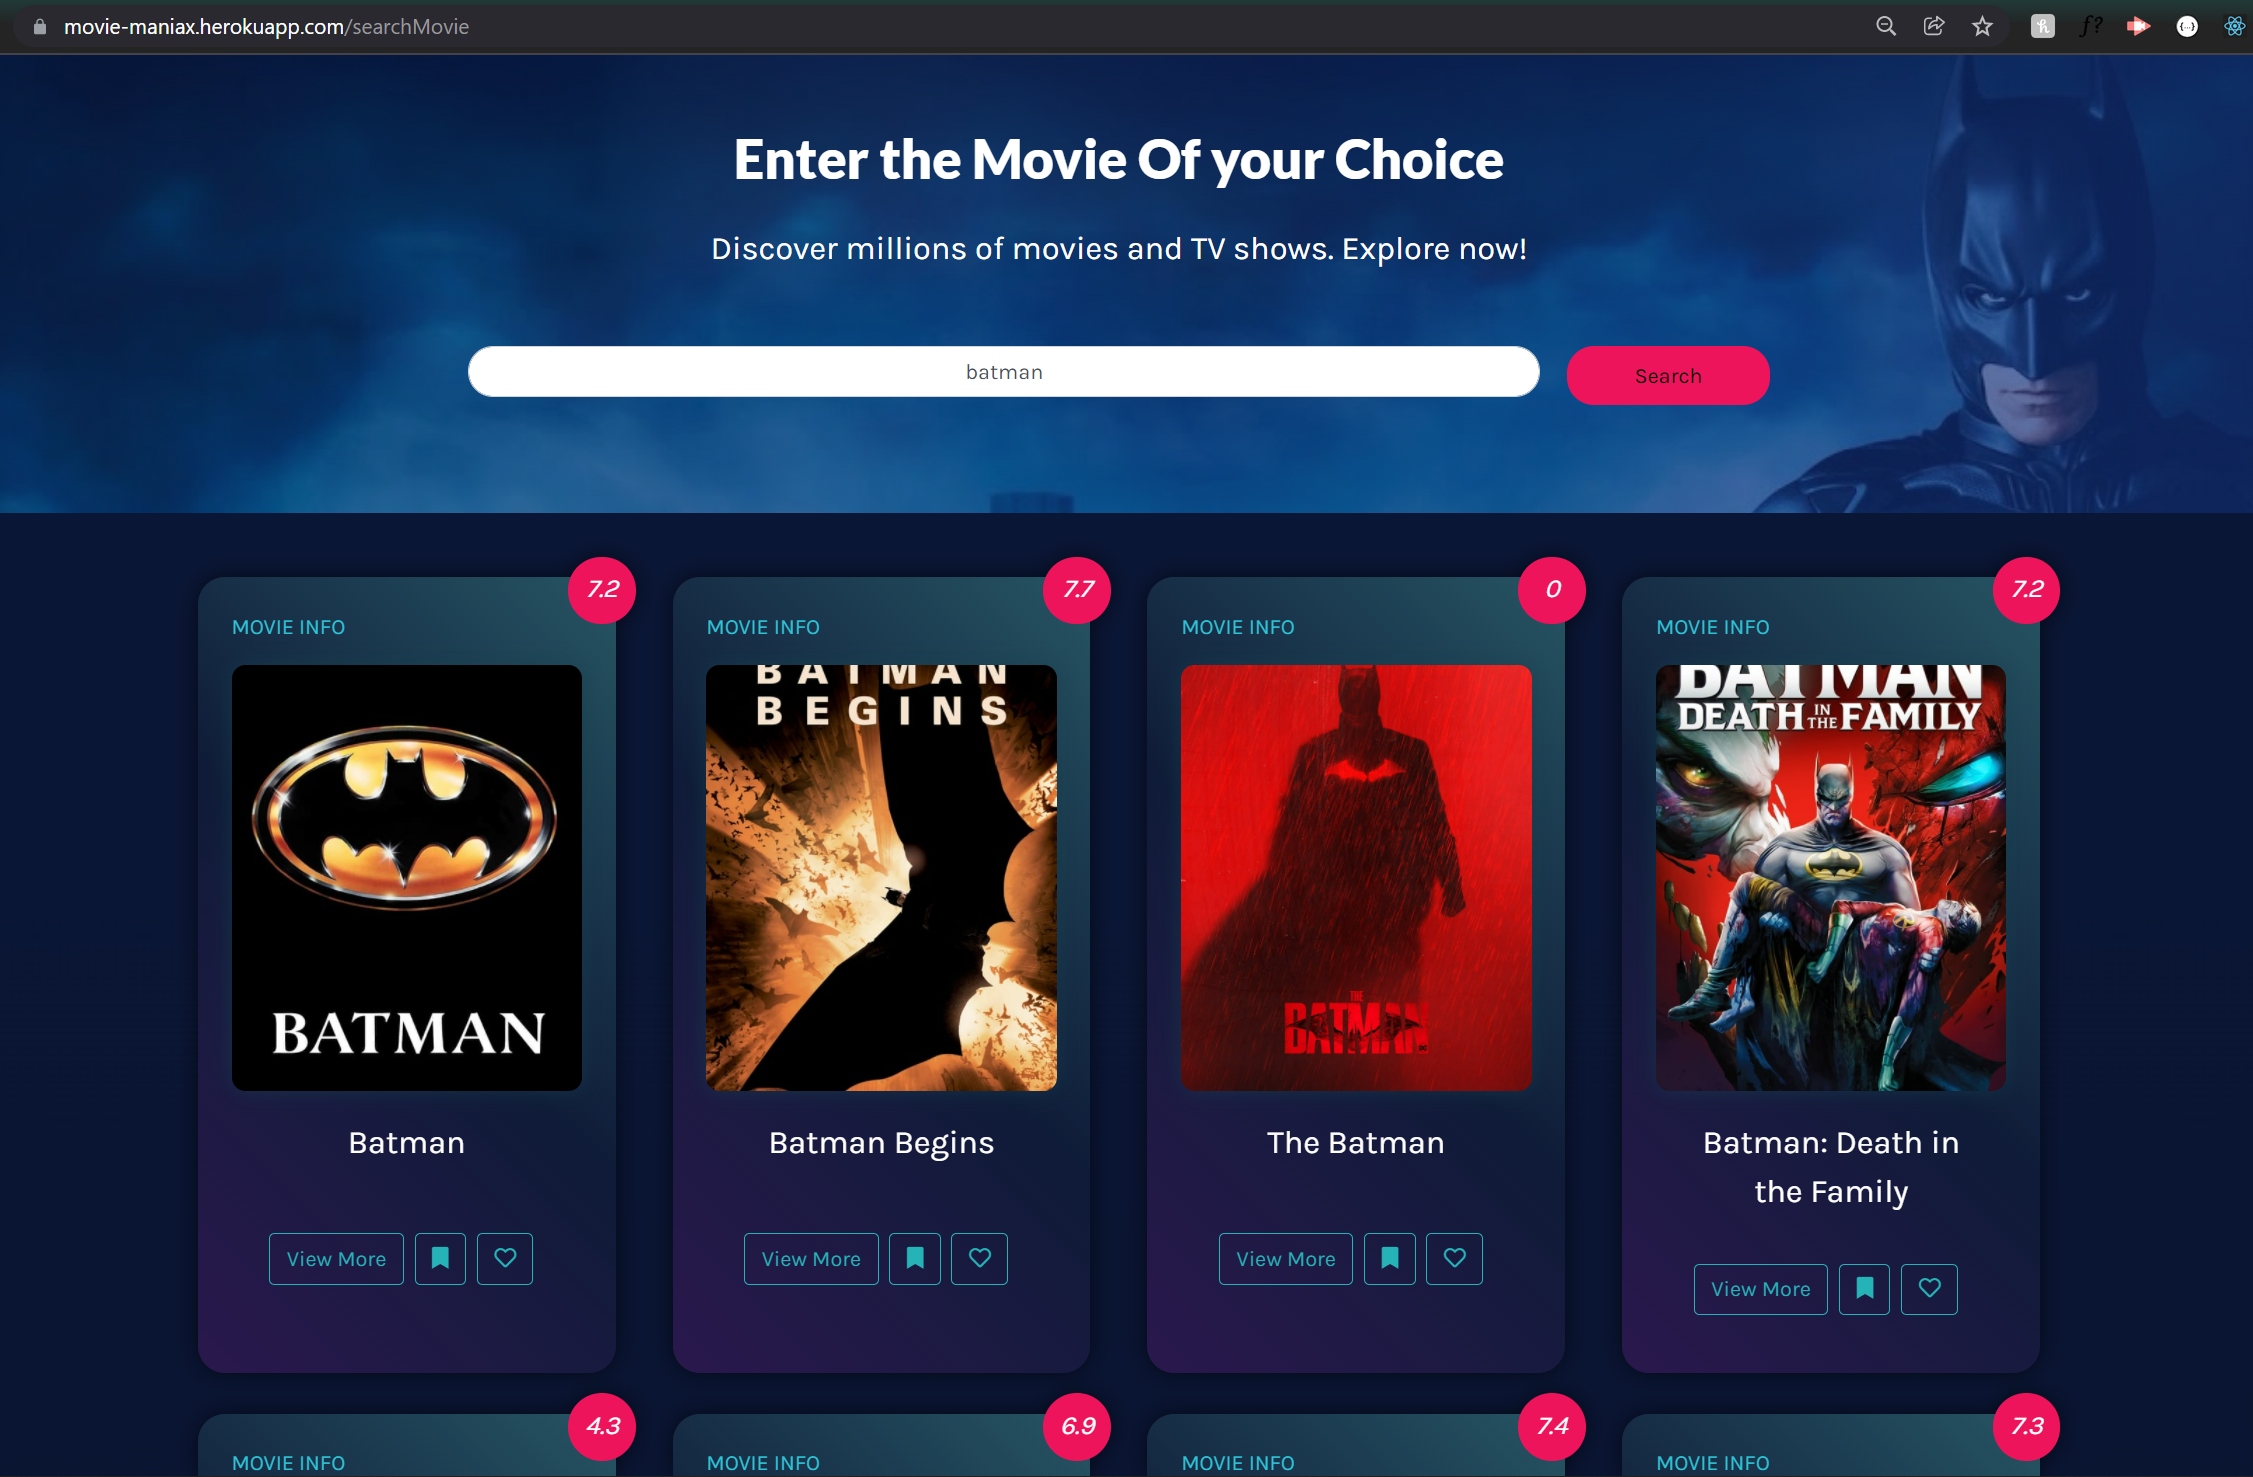 movie-maniax.herokuapp.com/searchMovie
f?
Enter the Movie Of your Choice
Discover millions of movies and TV shows. Explore now!
batman
Search
7.2
7.7
0
7.2
MOVIE INFO
MOVIE INFO
MOVIE INFO
MOVIE INFO
BATMAN
BATMAN
BEGINS
THE
BATMAN
BATMAN
DEATH IN THE FAMILY
Batman
Batman Begins
The Batman
Batman: Death in
the Family
View More
View More
View More
View More
4.3
6.9
7.4
7.3
MOVIE INFO
MOVIE INFO
MOVIE INFO
MOVIE INFO